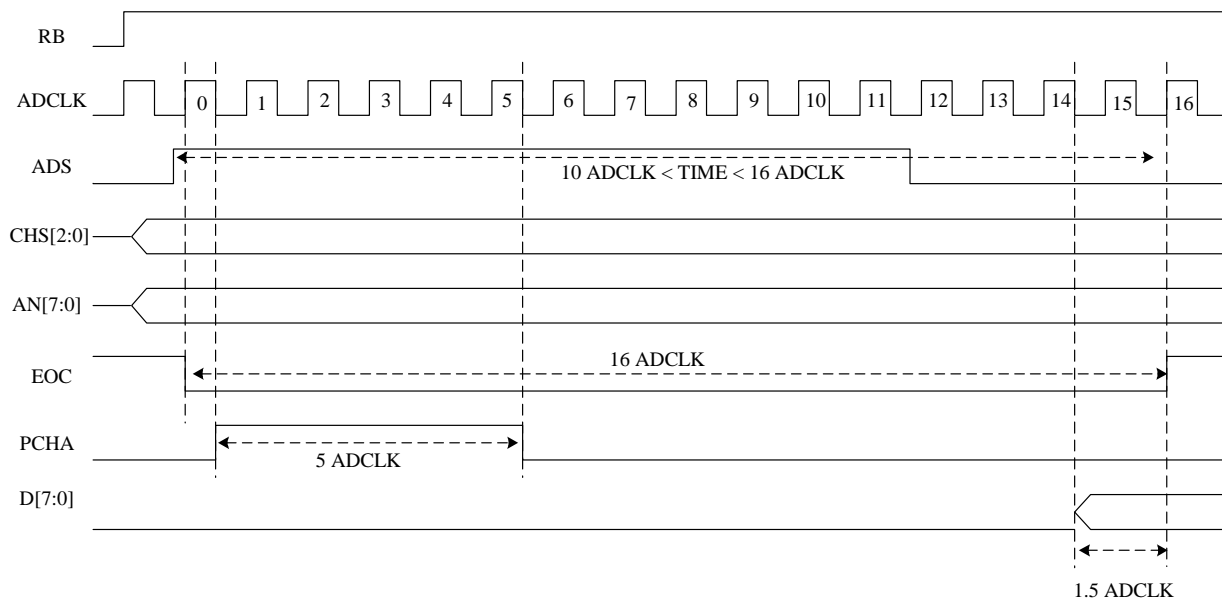 RB
ADCLK
0 1 2 3 4 5 6 7 8 9 10 11 12 13 14 15 16
ADS
10 ADCLK < TIME < 16 ADCLK
CHS[2:0]
AN[7:0]
EOC
16 ADCLK
PCHA
5 ADCLK
D[7:0]
1.5 ADCLK